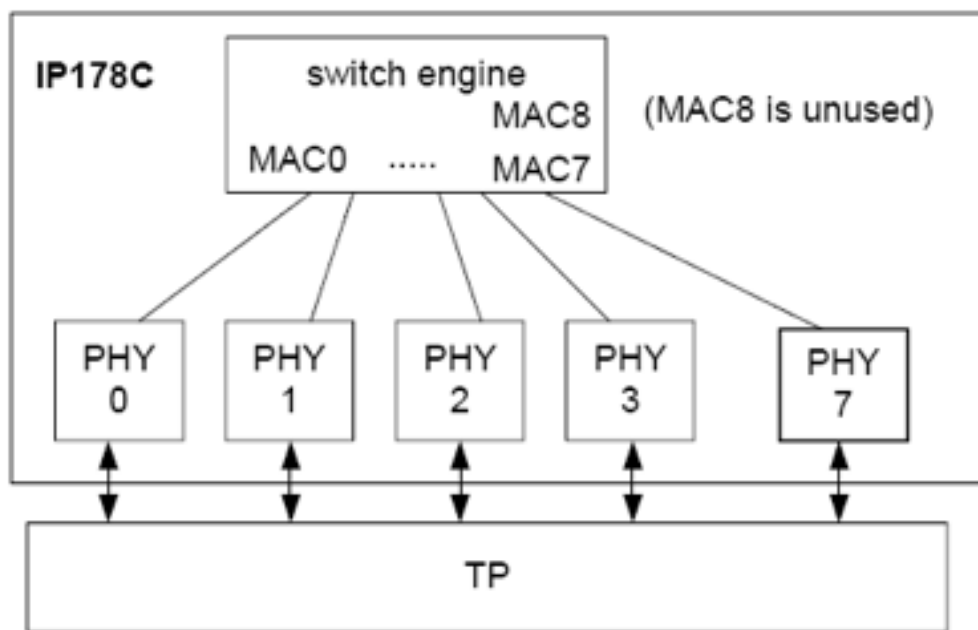 IP178C
switch engine
MAC8
(MAC8 is unused)
MAC0 ..... MAC7
PHY
0
PHY
1
PHY
2
PHY
3
PHY
7
TP